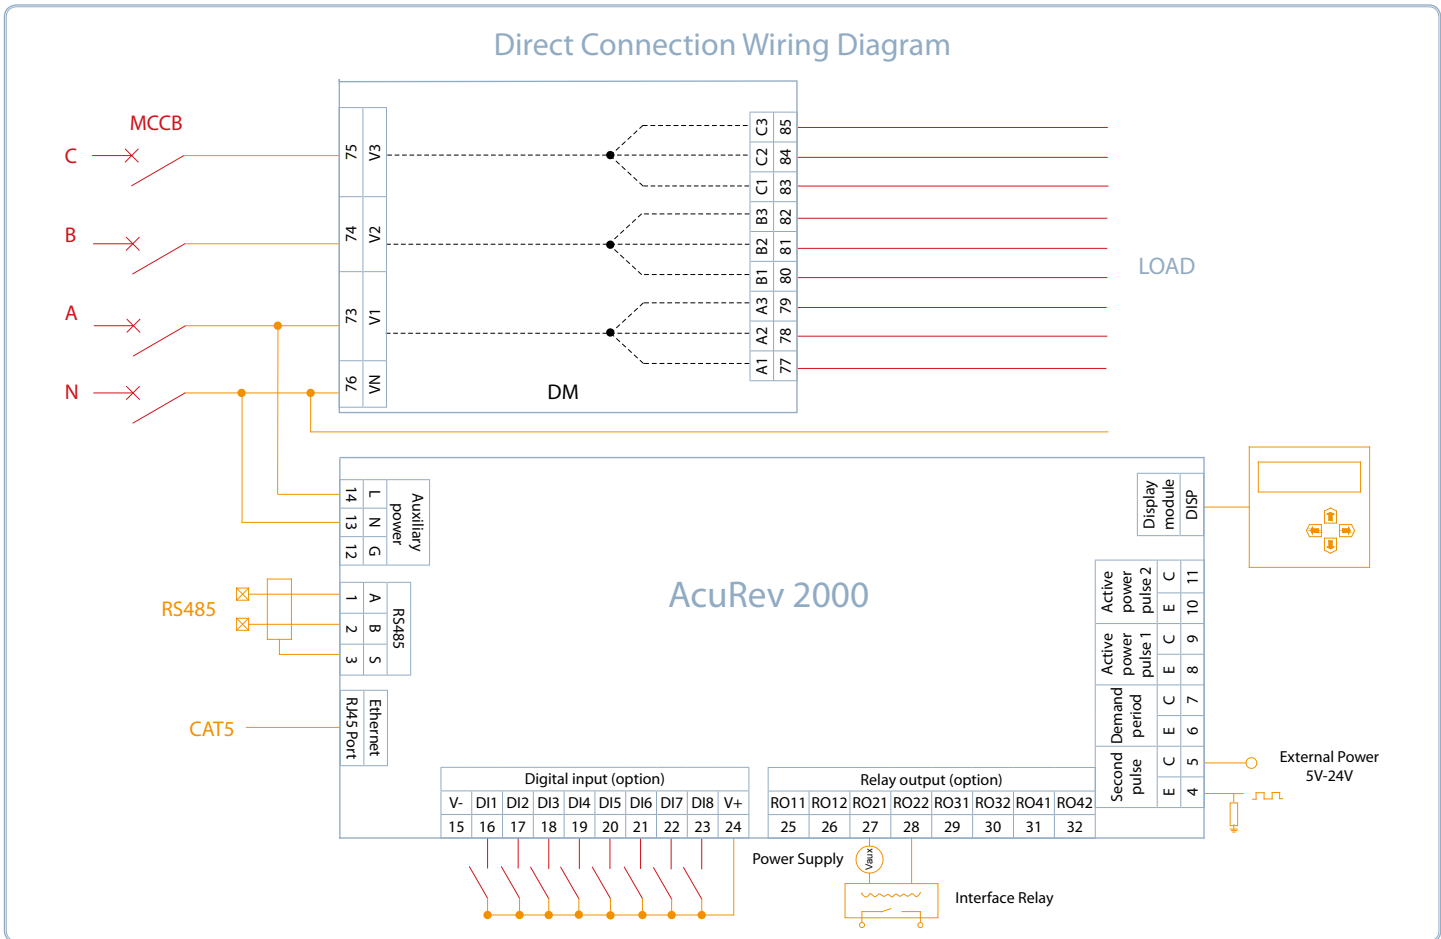 Direct Connection Wiring Diagram
MCCB
C
B
A
N
75 V3
74 V2
73 V1
76 VN
DM
C3 85
C2 84
C1 83
B3 82
B2 81
B1 80
A3 79
A2 78
A1 77
LOAD
14 L
13 N
12 G
Auxiliary
power
RS485
1 A
2 B
3 S
RS485
CAT5
Ethernet
RJ45 Port
AcuRev 2000
Display
module
DISP
Active
power
pulse 2
C 11
E 10
Active
power
pulse 1
C 9
E 8
Demand
period
C 7
E 6
Second
pulse
C 5
E 4
External Power
5V-24V
Digital input (option)
V- DI1 DI2 DI3 DI4 DI5 DI6 DI7 DI8 V+
15 16 17 18 19 20 21 22 23 24
Relay output (option)
RO11 RO12 RO21 RO22 RO31 RO32 RO41 RO42
25 26 27 28 29 30 31 32
Power Supply
Vaux
Interface Relay